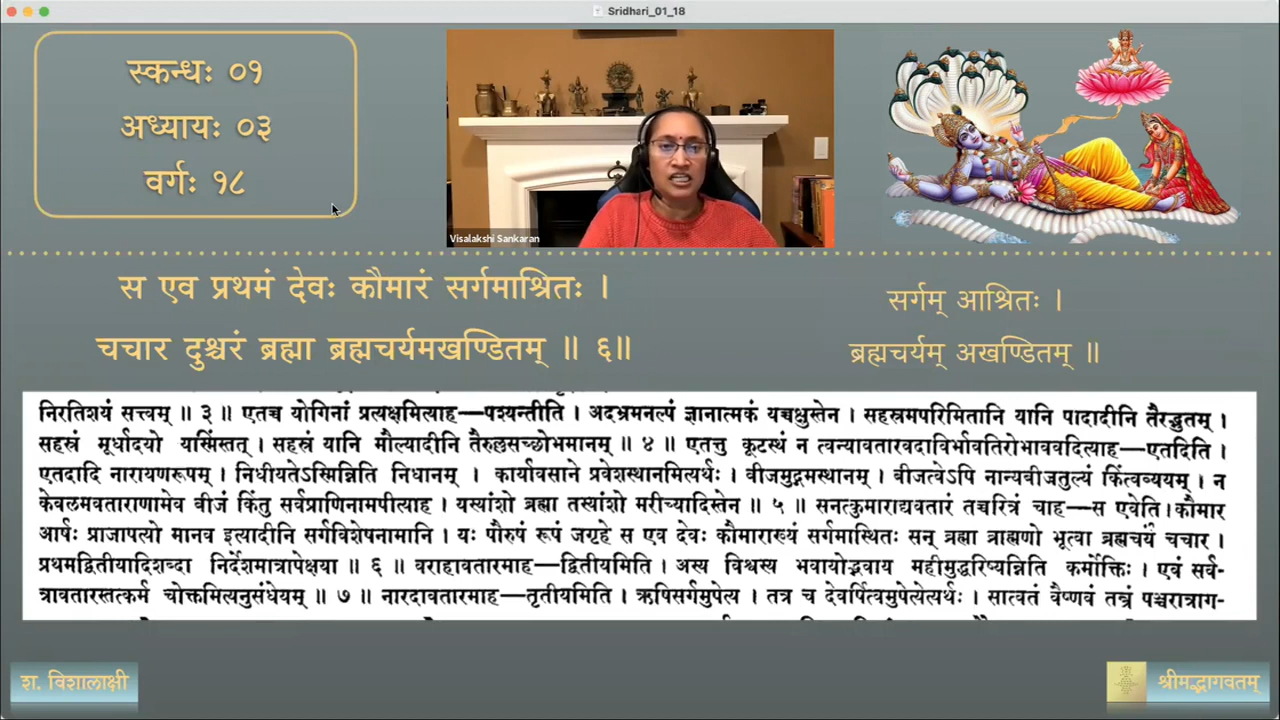 Sridhari_01_18
स्कन्धः ०१
अध्यायः ०३
वर्गः १८
Visalakshi Sankaran
स एव प्रथमं देवः कौमारं सर्गमाश्रितः ।
चचार दुश्चरं ब्रह्मा ब्रह्मचर्यमखण्डितम् ॥ ६॥
सर्गम् आश्रितः ।
ब्रह्मचर्यम् अखण्डितम् ॥
निरतिशयं सत्त्वम् ॥ ३ ॥ एतच्च योगिनां प्रत्यक्षमित्याह—पश्यन्तीति । अदभ्रमनल्पं ज्ञानात्मकं यच्चक्षुस्तेन । सहस्रमपरिमितानि यानि पादादीनि तैरद्भुतम् ।
सहस्रं मूर्धादयो यस्मिंस्तत् । सहस्रं यानि मौल्यादीनि तैरुल्लसच्छोभमानम् ॥ ४ ॥ एतत्तु कूटस्थं न त्वन्यावतारवदाविर्भावतिरोभाववदित्याह—एतदिति ।
एतदादि नारायणरूपम् । निधीयतेऽस्मिन्निति निधानम् । कार्यावसाने प्रवेशस्थानमित्यर्थः । बीजमुद्गमस्थानम् । बीजत्वेऽपि नान्यबीजतुल्यं किंत्वव्ययम् । न
केवलमवताराणामेव बीजं किंतु सर्वप्राणिनामपीत्याह । यस्यांशो ब्रह्मा तस्यांशो मरीच्यादिस्तेन ॥ ५ ॥ सनत्कुमाराद्यवतारं तच्चरित्रं चाह—स एवेति । कौमार
आर्षः प्राजापत्यो मानव इत्यादीनि सर्गविशेषनामानि । यः पौरुषं रूपं जगृहे स एव देवः कौमाराख्यं सर्गमास्थितः सन् ब्रह्मा ब्राह्मणो भूत्वा ब्रह्मचर्यं चचार ।
प्रथमद्वितीयादिशब्दा निर्देशमात्रापेक्षया ॥ ६ ॥ वराहावतारमाह—द्वितीयमिति । अस्य विश्वस्य भवायोद्भवाय महीमुद्धरिष्यन्निति कर्मोक्तिः । एवं सर्व-
त्रावतारस्तत्कर्म चोक्तमित्यनुसंधेयम् ॥ ७ ॥ नारदावतारमाह—तृतीयमिति । ऋषिसर्गमुपेत्य । तत्र च देवर्षित्वमुपेत्येत्यर्थः । सात्वतं वैष्णवं तन्त्रं पञ्चरात्राग-
श. विशालाक्षी
श्रीमद्भागवतम्